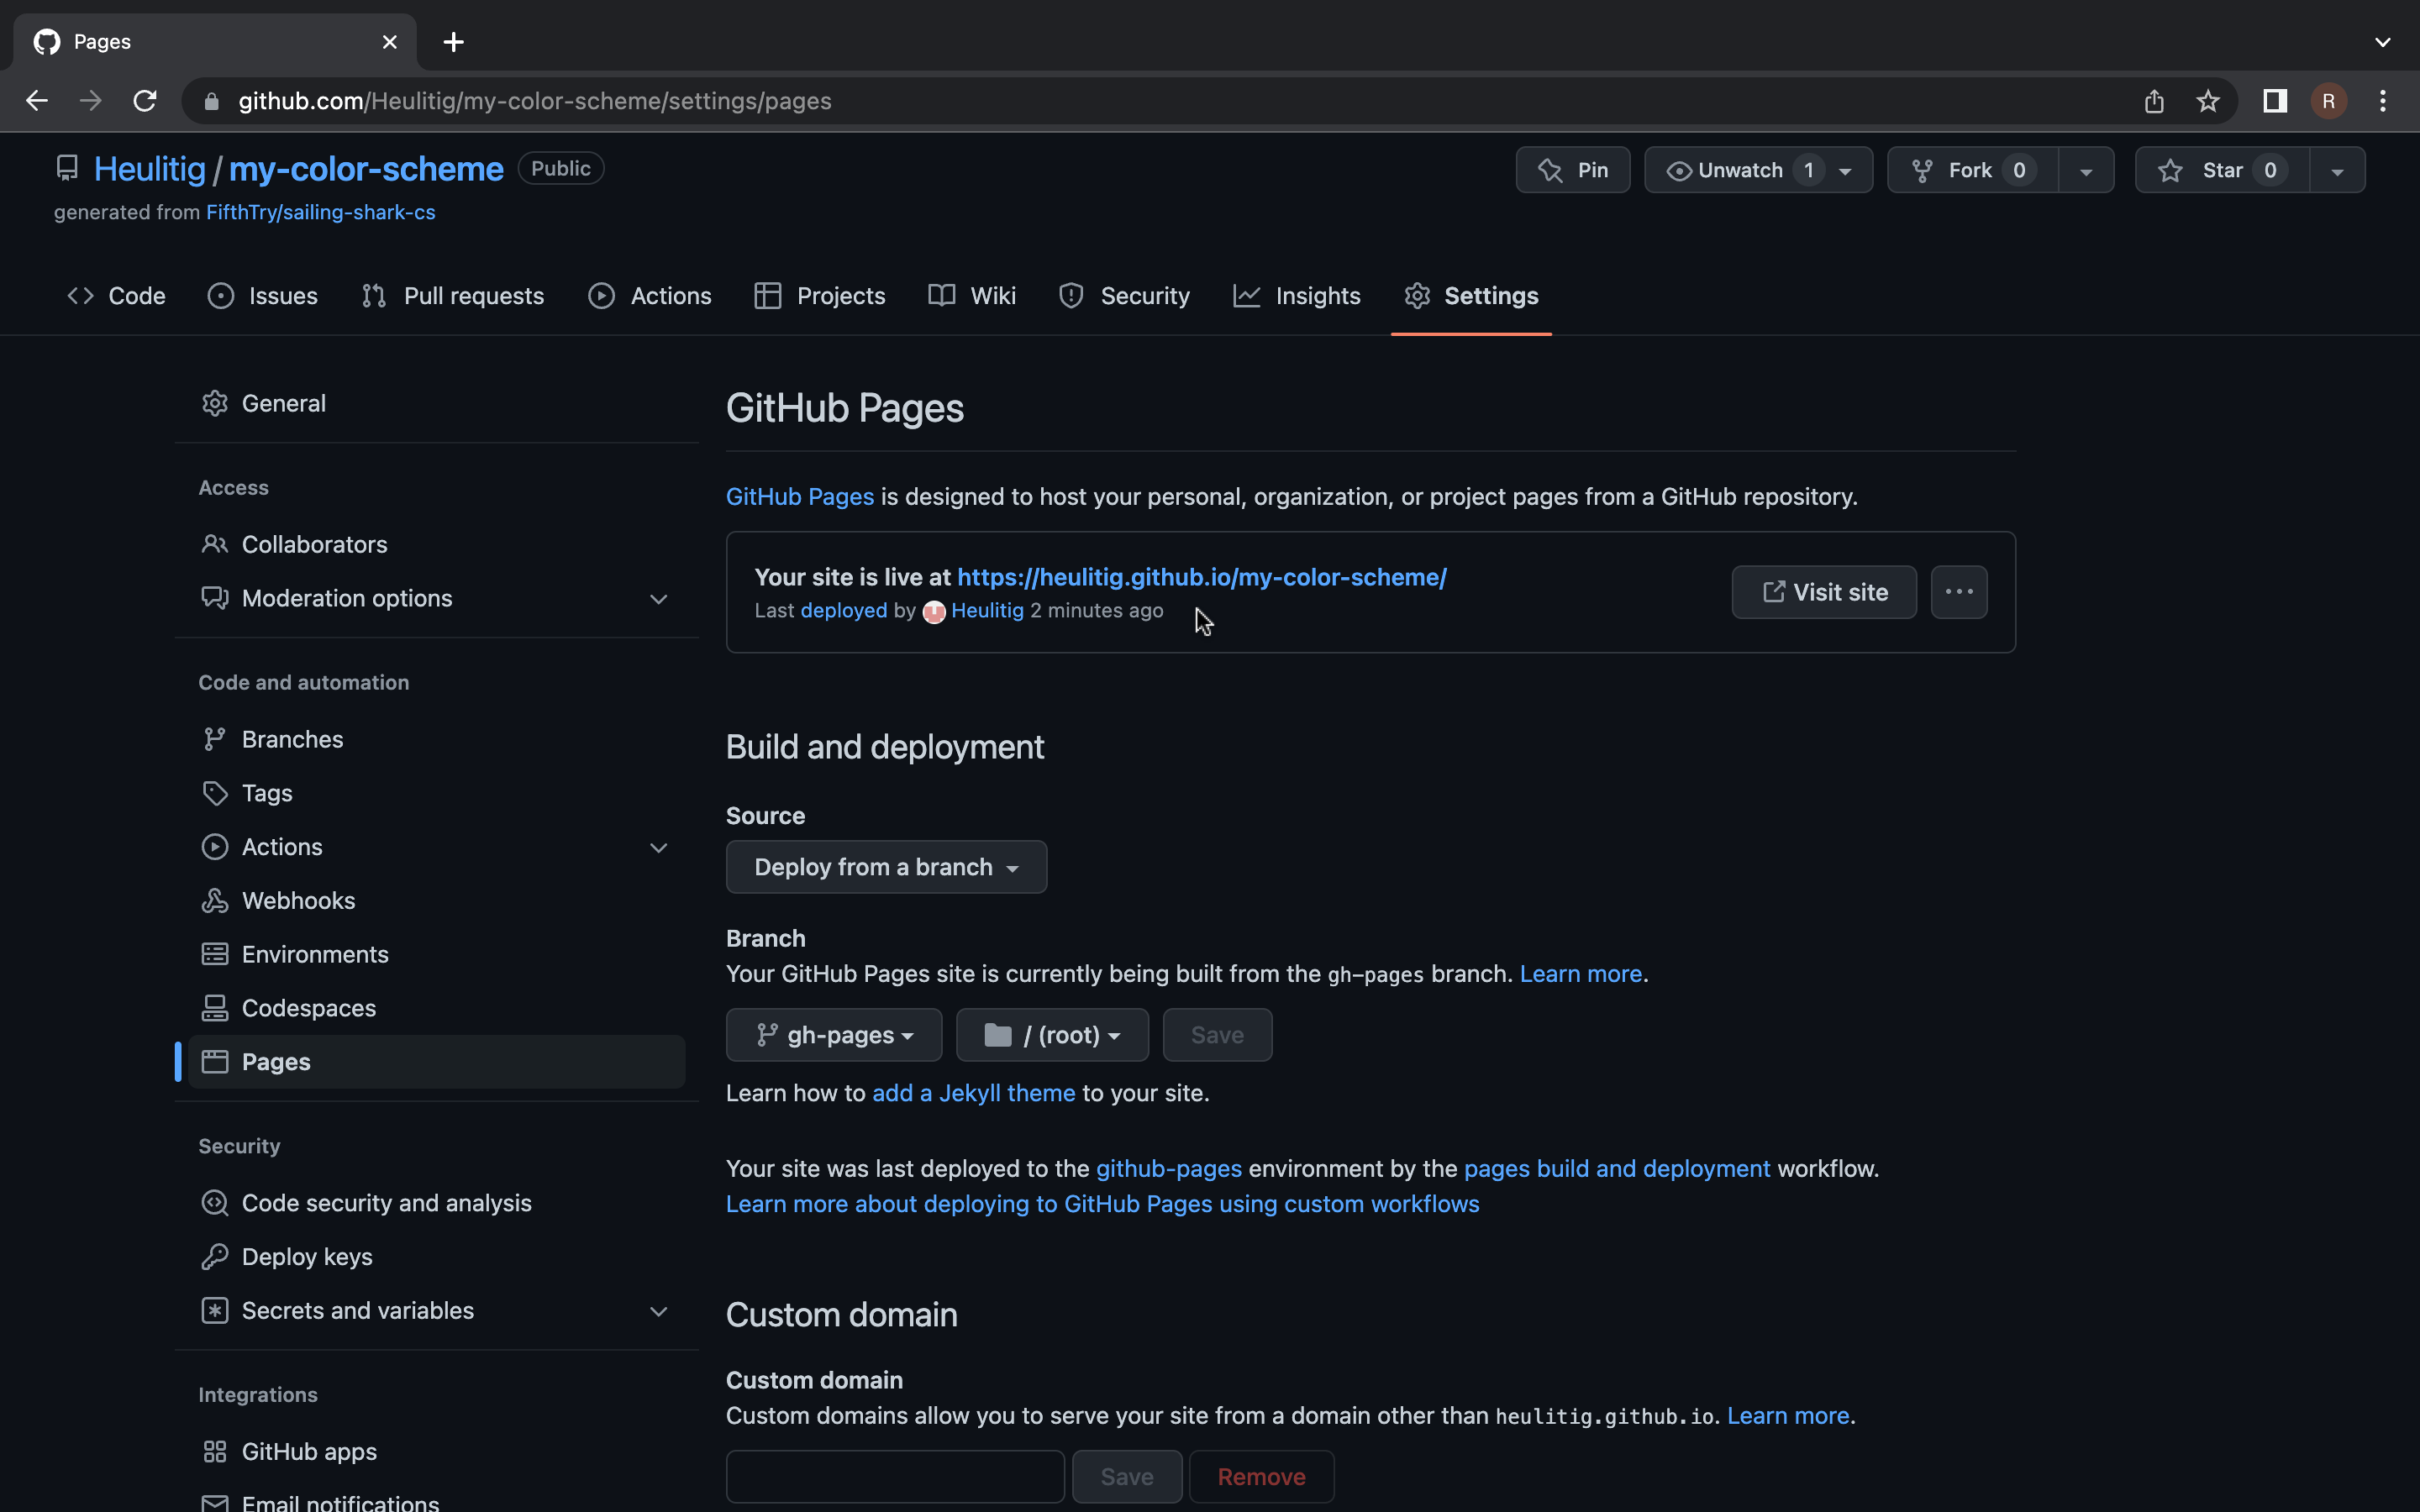 Pages
github.com/Heulitig/my-color-scheme/settings/pages
R
Heulitig / my-color-scheme Public
Pin
Unwatch 1
Fork 0
Star 0
generated from FifthTry/sailing-shark-cs
Code
Issues
Pull requests
Actions
Projects
Wiki
Security
Insights
Settings
General
Access
Collaborators
Moderation options
Code and automation
Branches
Tags
Actions
Webhooks
Environments
Codespaces
Pages
Security
Code security and analysis
Deploy keys
Secrets and variables
Integrations
GitHub apps
Email notifications
GitHub Pages
GitHub Pages is designed to host your personal, organization, or project pages from a GitHub repository.
Your site is live at https://heulitig.github.io/my-color-scheme/
Last deployed by Heulitig 2 minutes ago
Visit site
Build and deployment
Source
Deploy from a branch
Branch
Your GitHub Pages site is currently being built from the gh-pages branch. Learn more.
gh-pages
/ (root)
Save
Learn how to add a Jekyll theme to your site.
Your site was last deployed to the github-pages environment by the pages build and deployment workflow.
Learn more about deploying to GitHub Pages using custom workflows
Custom domain
Custom domain
Custom domains allow you to serve your site from a domain other than heulitig.github.io. Learn more.
Save
Remove